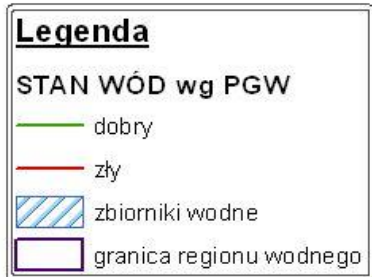 Legenda
STAN WÓD wg PGW
dobry
zły
zbiorniki wodne
granica regionu wodnego